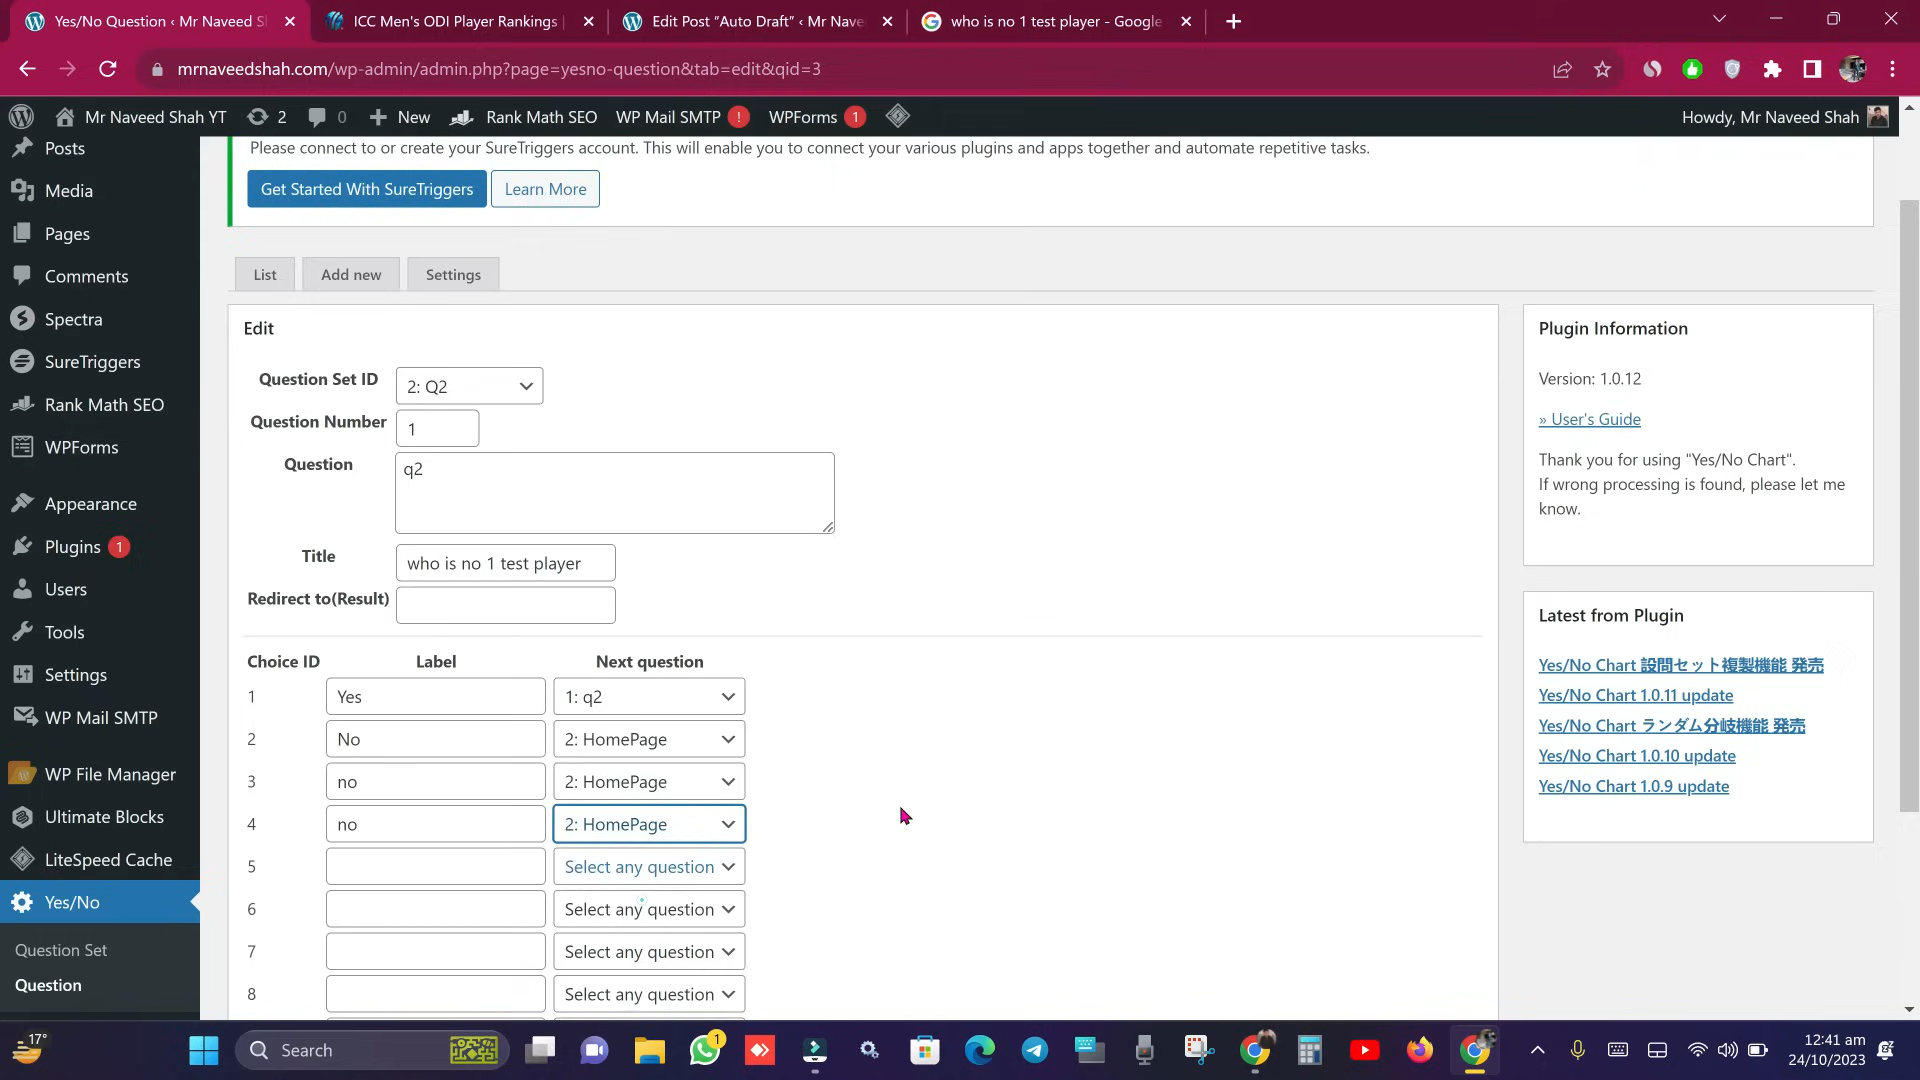 Yes/No Question ‹ Mr Naveed S
ICC Men's ODI Player Rankings |
Edit Post “Auto Draft” ‹ Mr Nave
who is no 1 test player - Google
mrnaveedshah.com/wp-admin/admin.php?page=yesno-question&tab=edit&qid=3
Mr Naveed Shah YT
2
0
New
Rank Math SEO
WP Mail SMTP !
WPForms 1
Howdy, Mr Naveed Shah
Posts
Media
Pages
Comments
Spectra
SureTriggers
Rank Math SEO
WPForms
Appearance
Plugins 1
Users
Tools
Settings
WP Mail SMTP
WP File Manager
Ultimate Blocks
LiteSpeed Cache
Yes/No
Question Set
Question
Please connect to or create your SureTriggers account. This will enable you to connect your various plugins and apps together and automate repetitive tasks.
Get Started With SureTriggers
Learn More
List
Add new
Settings
Edit
Question Set ID 2: Q2
Question Number 1
Question q2
Title who is no 1 test player
Redirect to(Result)
Choice ID Label Next question
1 Yes 1: q2
2 No 2: HomePage
3 no 2: HomePage
4 no 2: HomePage
5 Select any question
6 Select any question
7 Select any question
8 Select any question
Plugin Information
Version: 1.0.12
» User's Guide
Thank you for using "Yes/No Chart".
If wrong processing is found, please let me
know.
Latest from Plugin
Yes/No Chart 設問セット複製機能 発売
Yes/No Chart 1.0.11 update
Yes/No Chart ランダム分岐機能 発売
Yes/No Chart 1.0.10 update
Yes/No Chart 1.0.9 update
17°
Search
1
12:41 am
24/10/2023